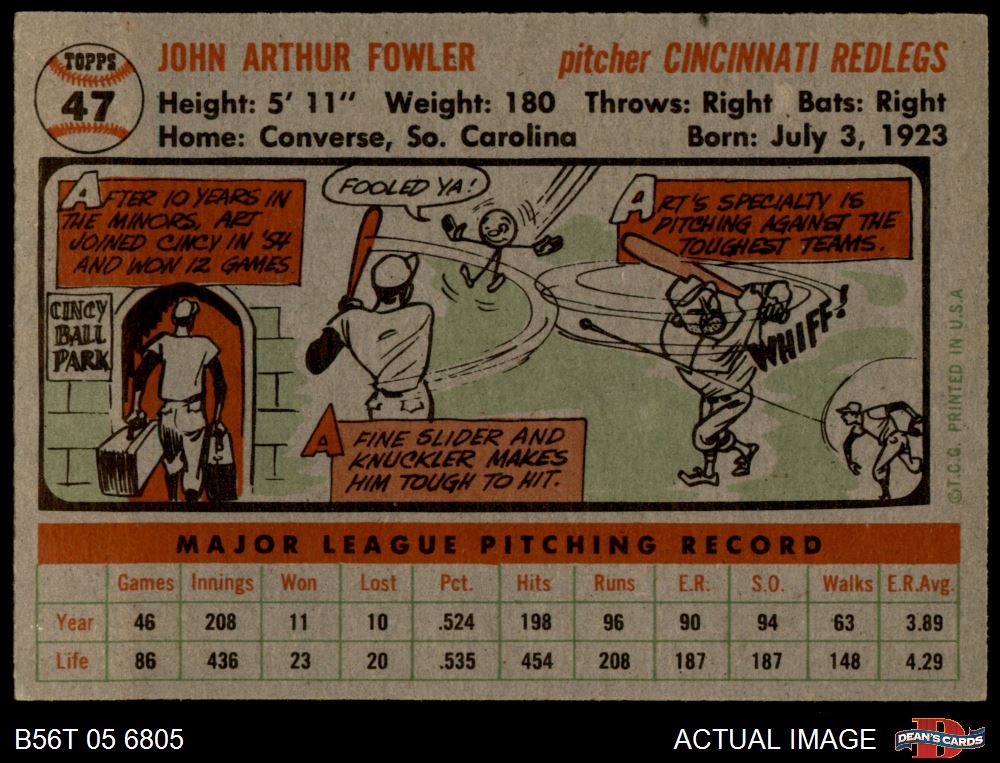 TOPPS
47
JOHN ARTHUR FOWLER pitcher CINCINNATI REDLEGS
Height: 5' 11" Weight: 180 Throws: Right Bats: Right
Home: Converse, So. Carolina Born: July 3, 1923
AFTER 10 YEARS IN
THE MINORS, ART
JOINED CINCY IN '54
AND WON 12 GAMES
CINCY
BALL
PARK
FOOLED YA!
A FINE SLIDER AND
KNUCKLER MAKES
HIM TOUGH TO HIT.
ART'S SPECIALTY IS
PITCHING AGAINST THE
TOUGHEST TEAMS.
WHIFF!
©T.C.G. PRINTED IN U.S.A
MAJOR LEAGUE PITCHING RECORD
Games Innings Won Lost Pct. Hits Runs E.R. S.O. Walks E.R.Avg.
Year 46 208 11 10 .524 198 96 90 94 63 3.89
Life 86 436 23 20 .535 454 208 187 187 148 4.29
B56T 05 6805 ACTUAL IMAGE DEAN'S CARDS